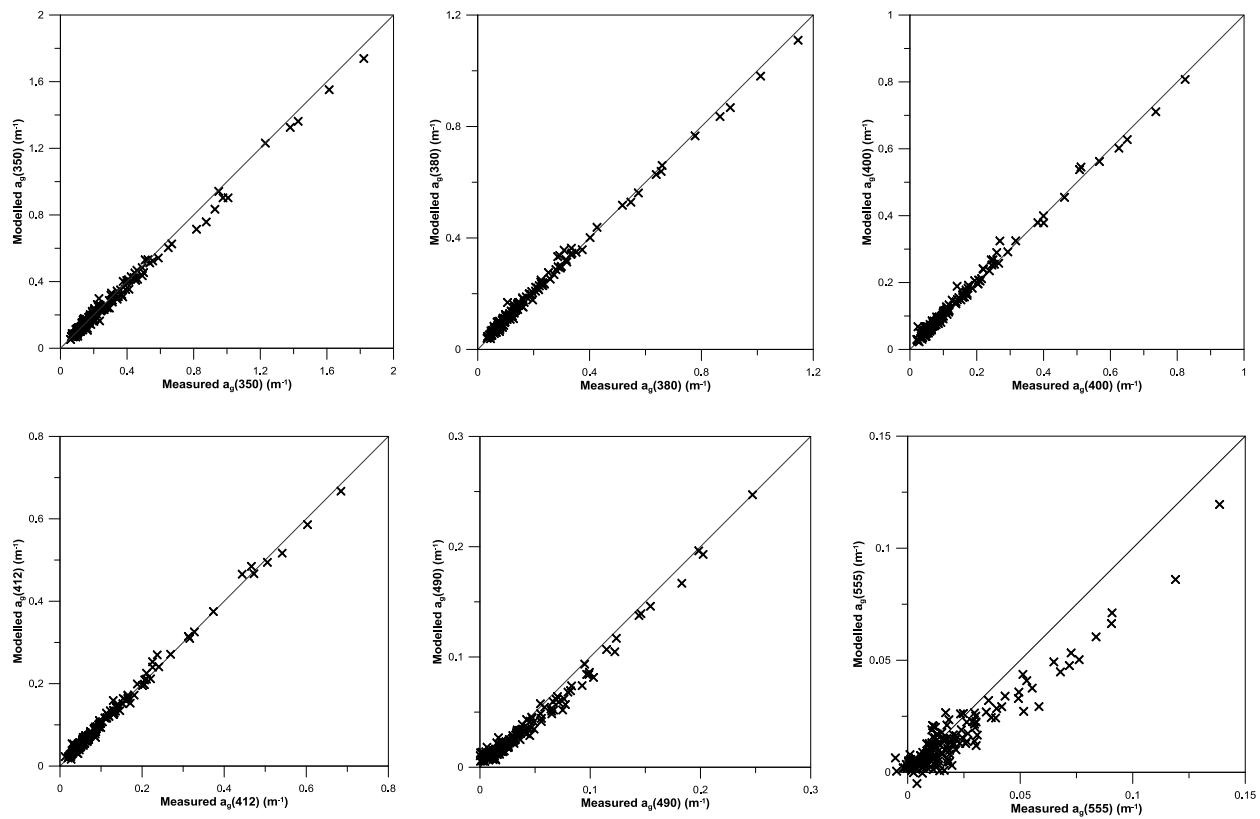 2
1.6
1.2
0.8
0.4
0
Modelled ag(350) (m-1)
0 0.4 0.8 1.2 1.6 2
Measured ag(350) (m-1)
1.2
0.8
0.4
0
Modelled ag(380) (m-1)
0 0.4 0.8 1.2
Measured ag(380) (m-1)
1
0.8
0.6
0.4
0.2
0
Modelled ag(400) (m-1)
0 0.2 0.4 0.6 0.8 1
Measured ag(400) (m-1)
0.8
0.6
0.4
0.2
0
Modelled ag(412) (m-1)
0 0.2 0.4 0.6 0.8
Measured ag(412) (m-1)
0.3
0.2
0.1
0
Modelled ag(490) (m-1)
0 0.1 0.2 0.3
Measured ag(490) (m-1)
0.15
0.1
0.05
0
Modelled ag(555) (m-1)
0 0.05 0.1 0.15
Measured ag(555) (m-1)